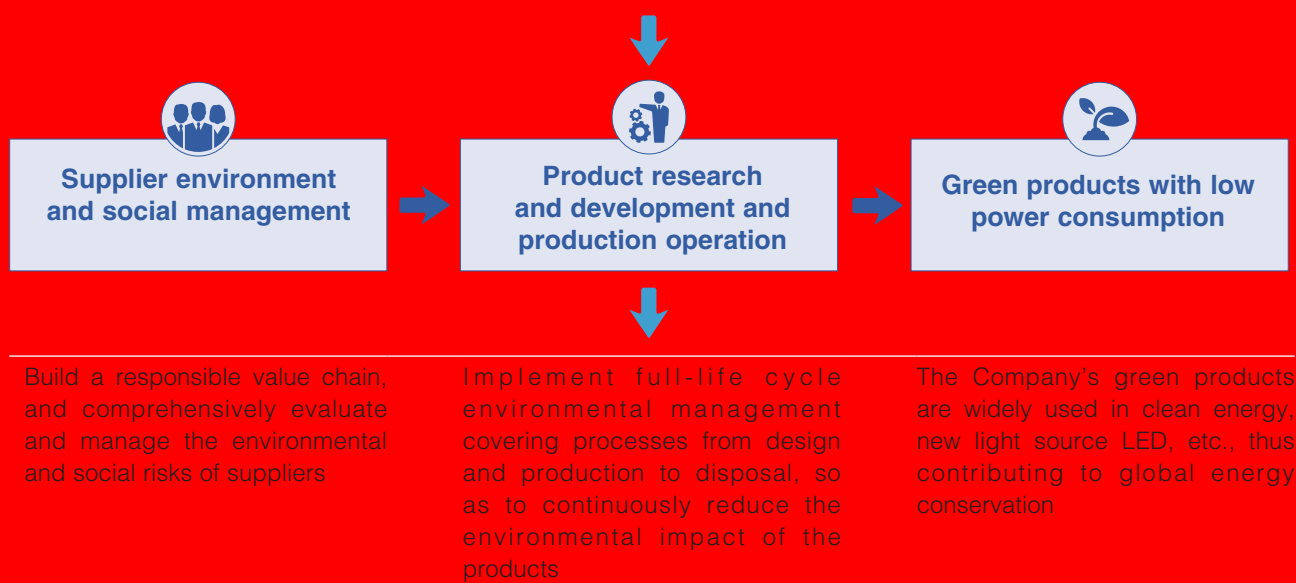 Supplier environment
and social management
Product research
and development and
production operation
Green products with low
power consumption
Build a responsible value chain,
and comprehensively evaluate
and manage the environmental
and social risks of suppliers
Implement full-life cycle
environmental management
covering processes from design
and production to disposal, so
as to continuously reduce the
environmental impact of the
products
The Company's green products
are widely used in clean energy,
new light source LED, etc., thus
contributing to global energy
conservation